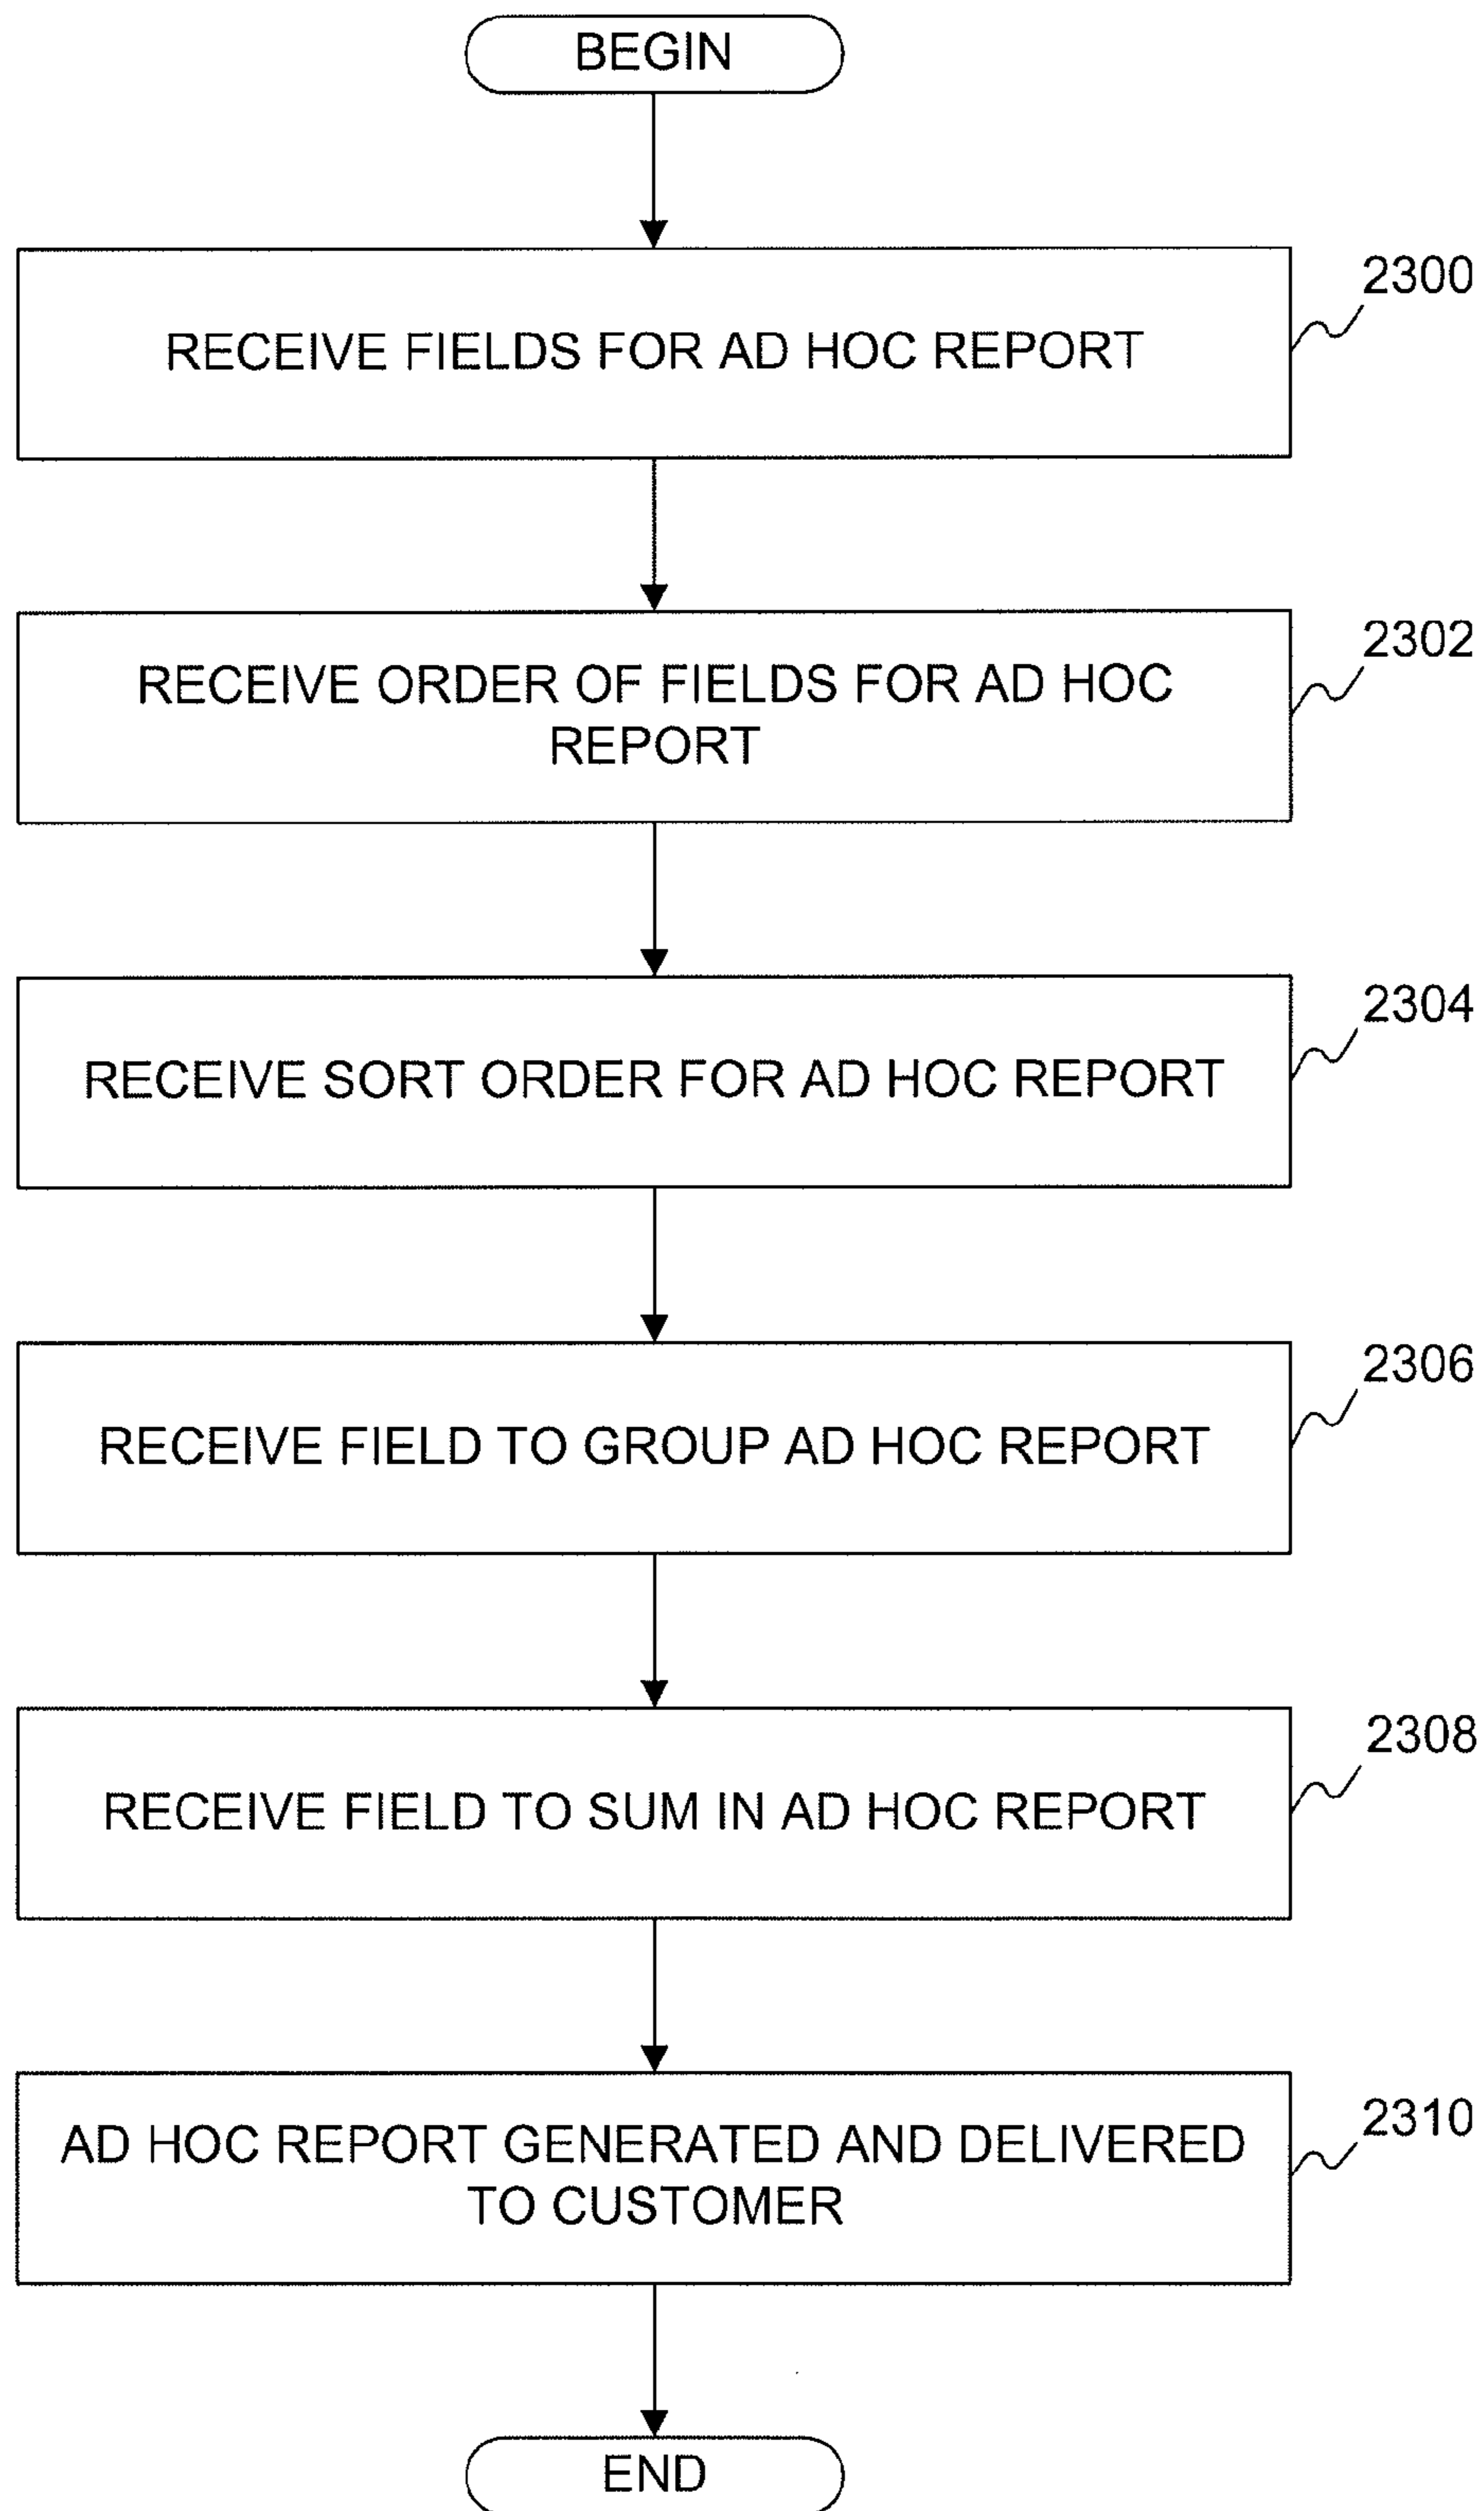 BEGIN
2300
RECEIVE FIELDS FOR AD HOC REPORT
2302
RECEIVE ORDER OF FIELDS FOR AD HOC
REPORT
2304
RECEIVE SORT ORDER FOR AD HOC REPORT
2306
RECEIVE FIELD TO GROUP AD HOC REPORT
2308
RECEIVE FIELD TO SUM IN AD HOC REPORT
2310
AD HOC REPORT GENERATED AND DELIVERED
TO CUSTOMER
END